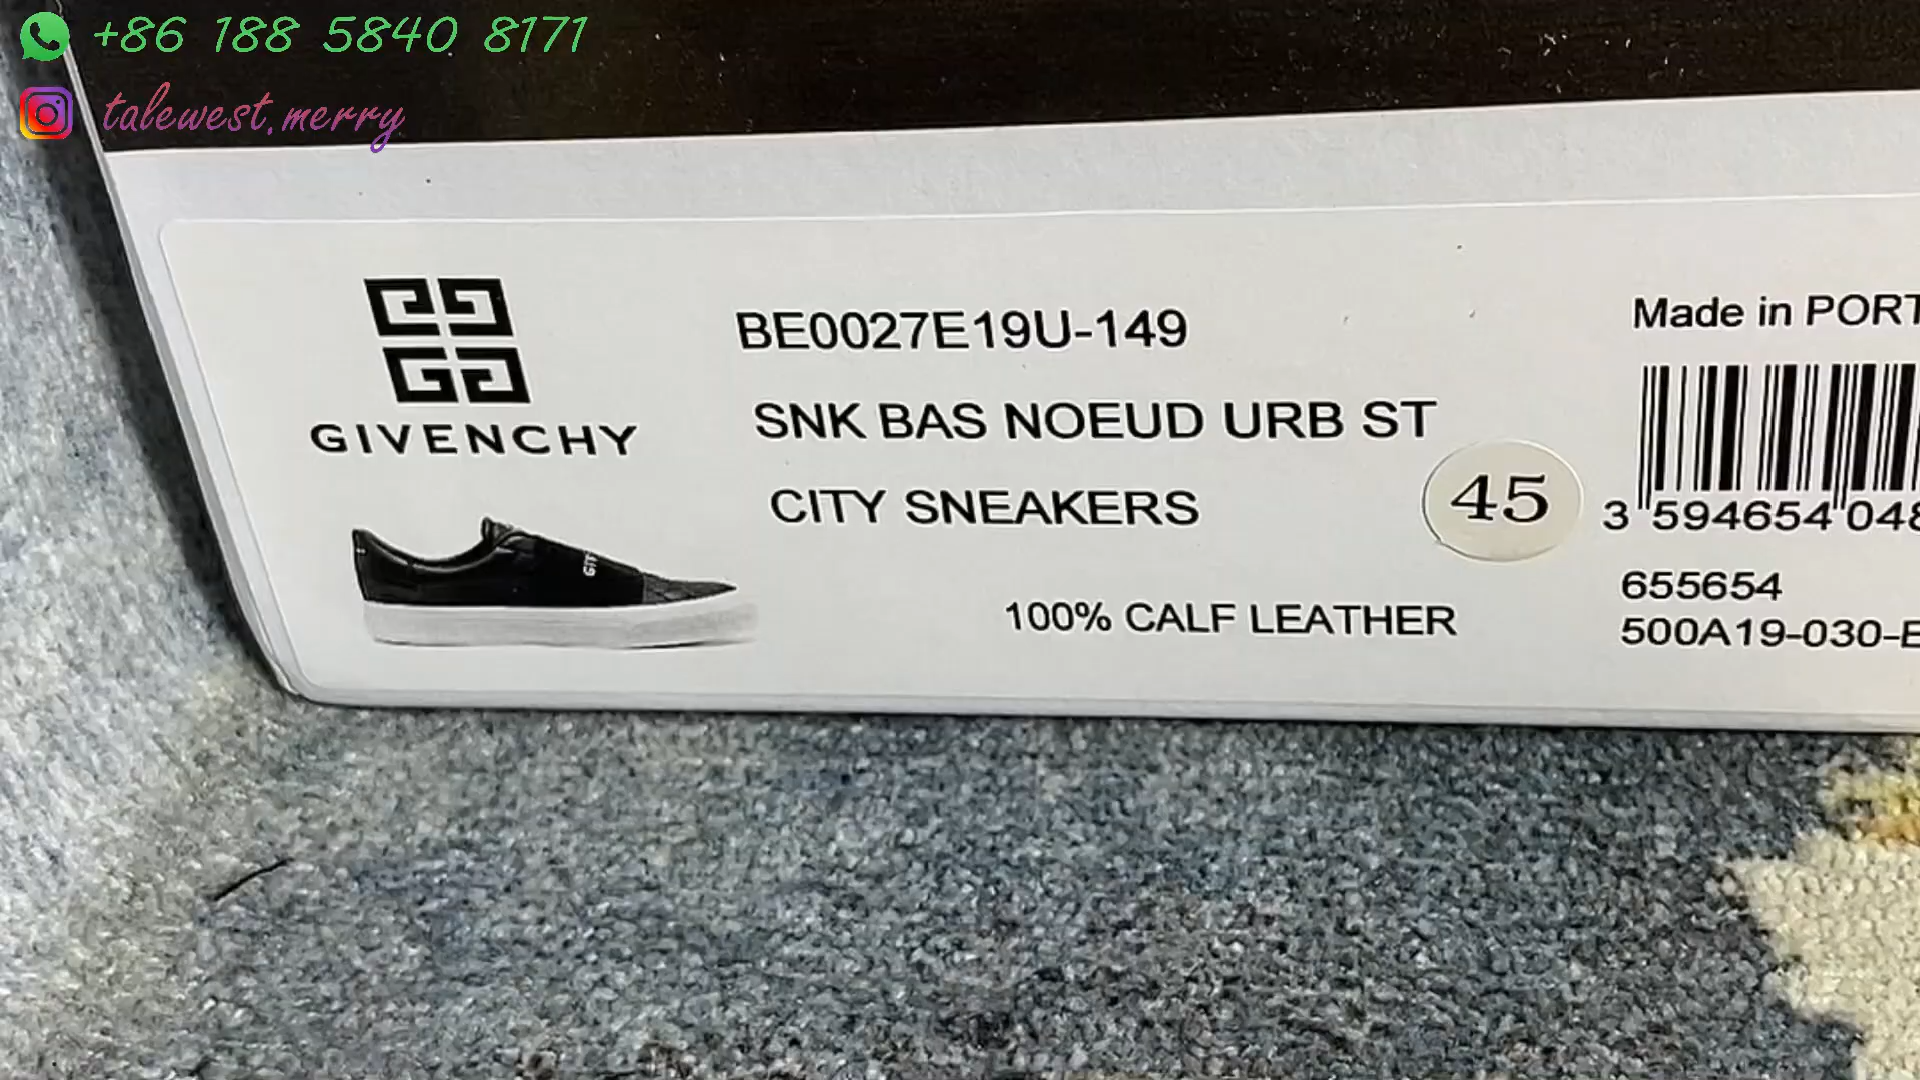 +86 188 5840 8171
talewest.merry
GIVENCHY
BE0027E19U-149
SNK BAS NOEUD URB ST
CITY SNEAKERS
45
100% CALF LEATHER
Made in PORT
3 594654 048
655654
500A19-030-E